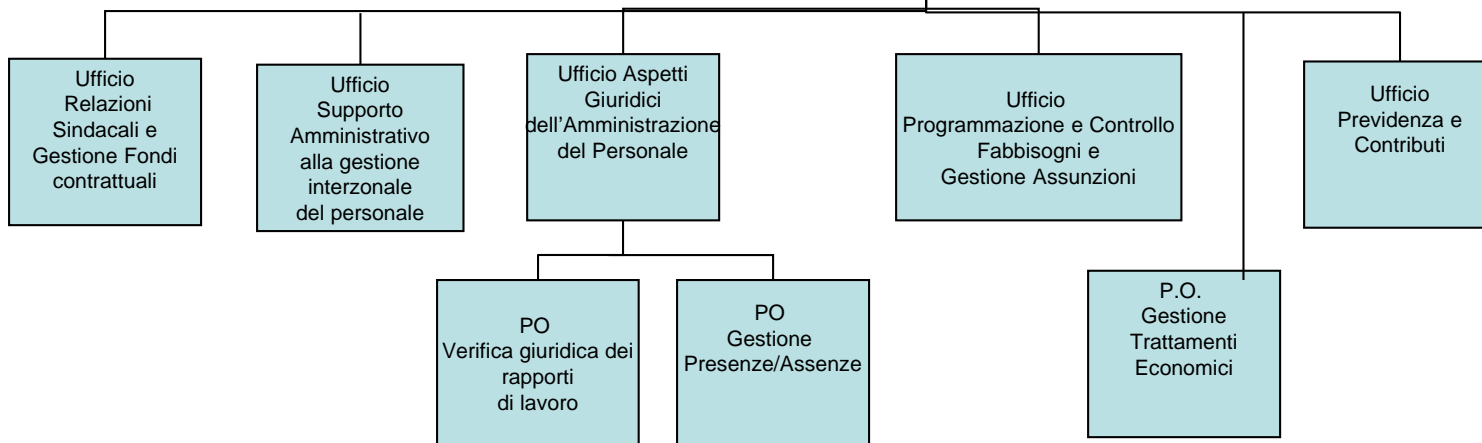 Ufficio
Relazioni
Sindacali e
Gestione Fondi
contrattuali
Ufficio
Supporto
Amministrativo
alla gestione
interzonale
del personale
Ufficio Aspetti
Giuridici
dell'Amministrazione
del Personale
Ufficio
Programmazione e Controllo
Fabbisogni e
Gestione Assunzioni
Ufficio
Previdenza e
Contributi
PO
Verifica giuridica dei
rapporti
di lavoro
PO
Gestione
Presenze/Assenze
P.O.
Gestione
Trattamenti
Economici